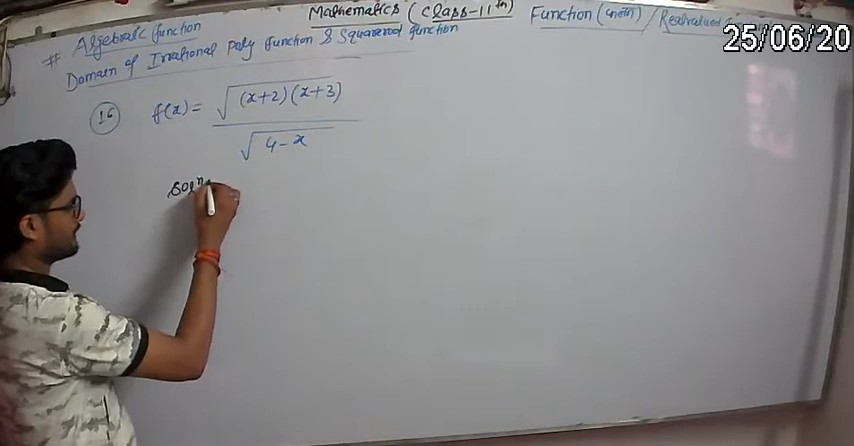 Mathematics (Class-11th) Function (फलन) / Realvalued
25/06/20
# Algebraic function
Domain of Irrational Poly function & Squareroot function
16 f(x) = √(x+2)(x+3) / √4-x
Solⁿ